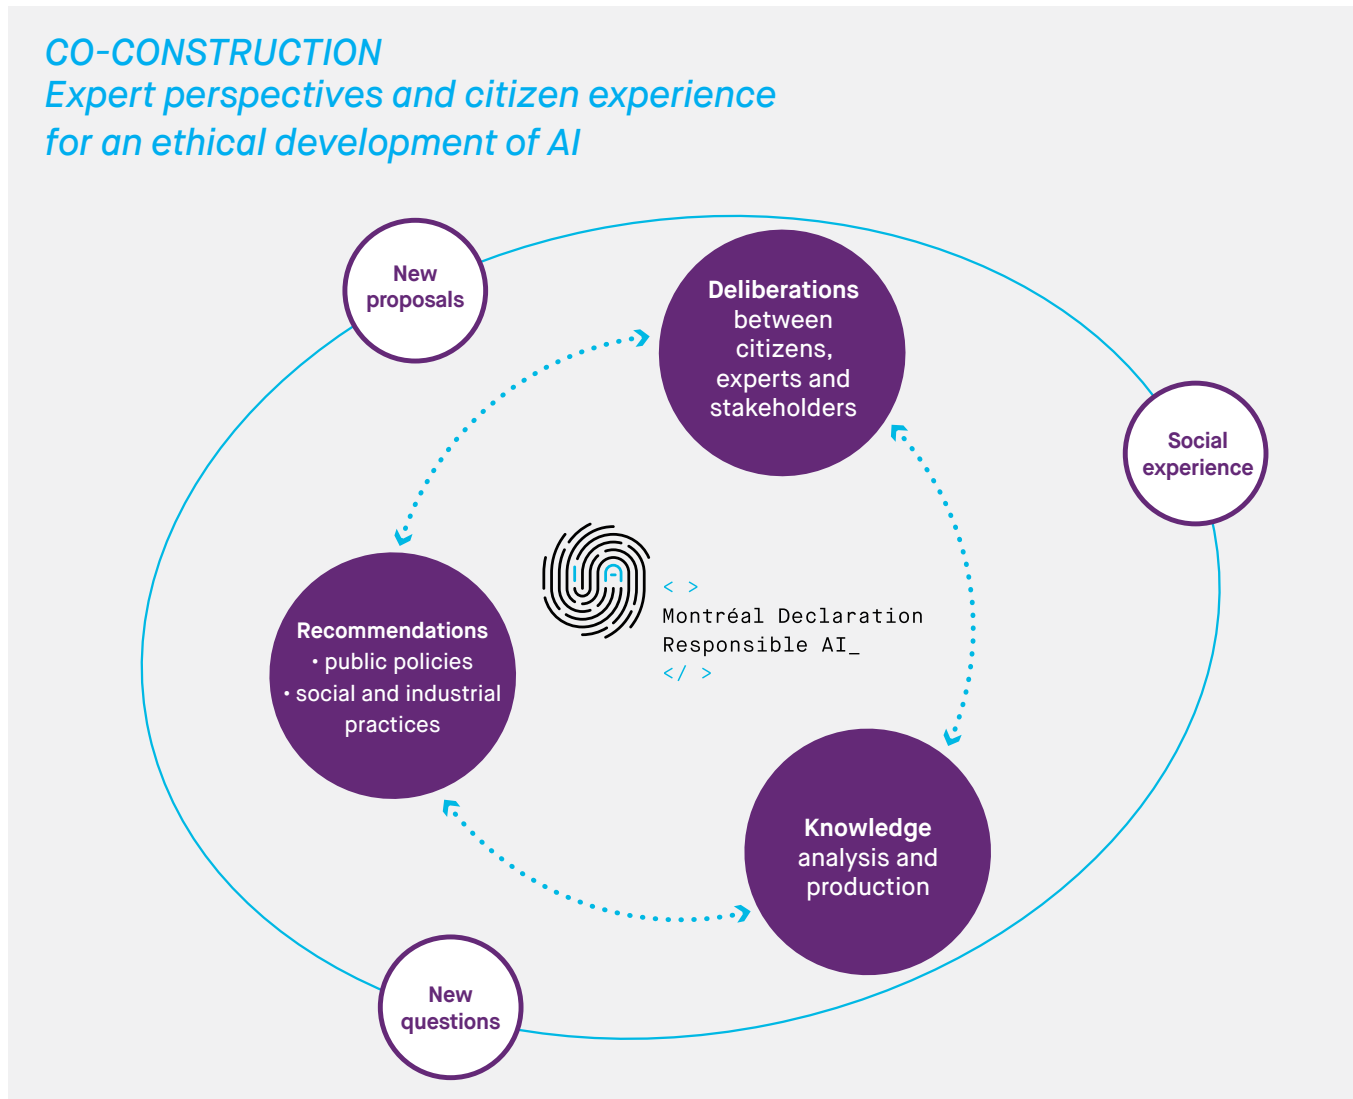 CO-CONSTRUCTION
Expert perspectives and citizen experience
for an ethical development of AI
New
proposals
Deliberations
between
citizens,
experts and
stakeholders
Social
experience
IA
< >
Montréal Declaration
Responsible AI_
</ >
Recommendations
• public policies
• social and industrial
practices
Knowledge
analysis and
production
New
questions